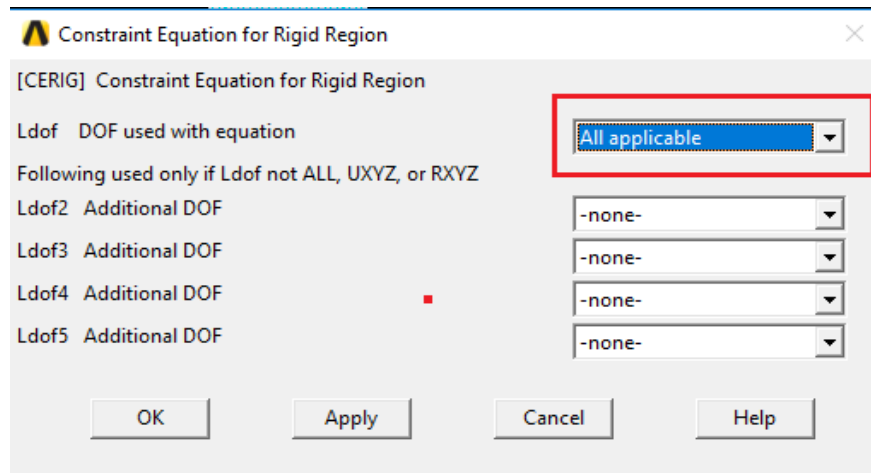 Constraint Equation for Rigid Region
[CERIG] Constraint Equation for Rigid Region
Ldof DOF used with equation All applicable
Following used only if Ldof not ALL, UXYZ, or RXYZ
Ldof2 Additional DOF -none-
Ldof3 Additional DOF -none-
Ldof4 Additional DOF -none-
Ldof5 Additional DOF -none-
OK Apply Cancel Help